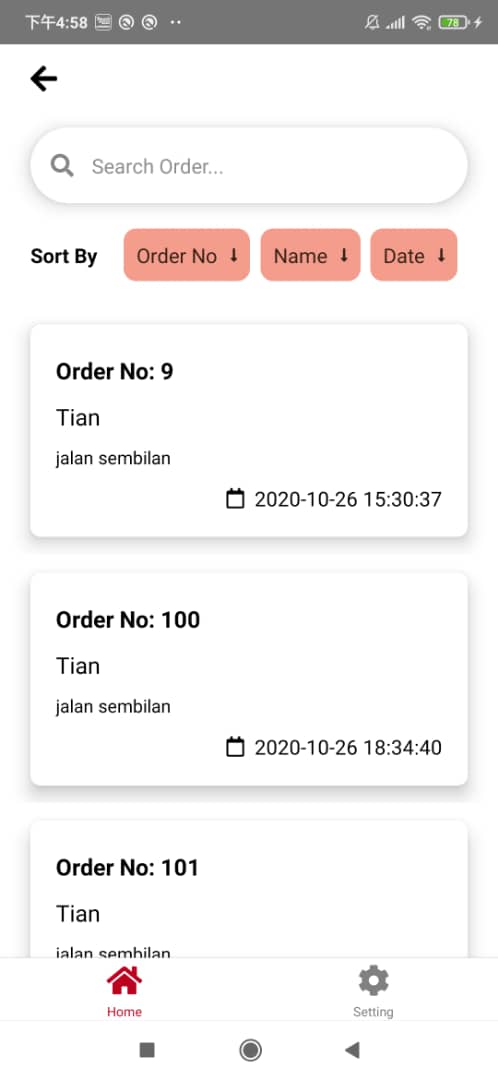 下午4:58
78
Search Order...
Sort By Order No ↓ Name ↓ Date ↓
Order No: 9
Tian
jalan sembilan
2020-10-26 15:30:37
Order No: 100
Tian
jalan sembilan
2020-10-26 18:34:40
Order No: 101
Tian
jalan sembilan
Home Setting